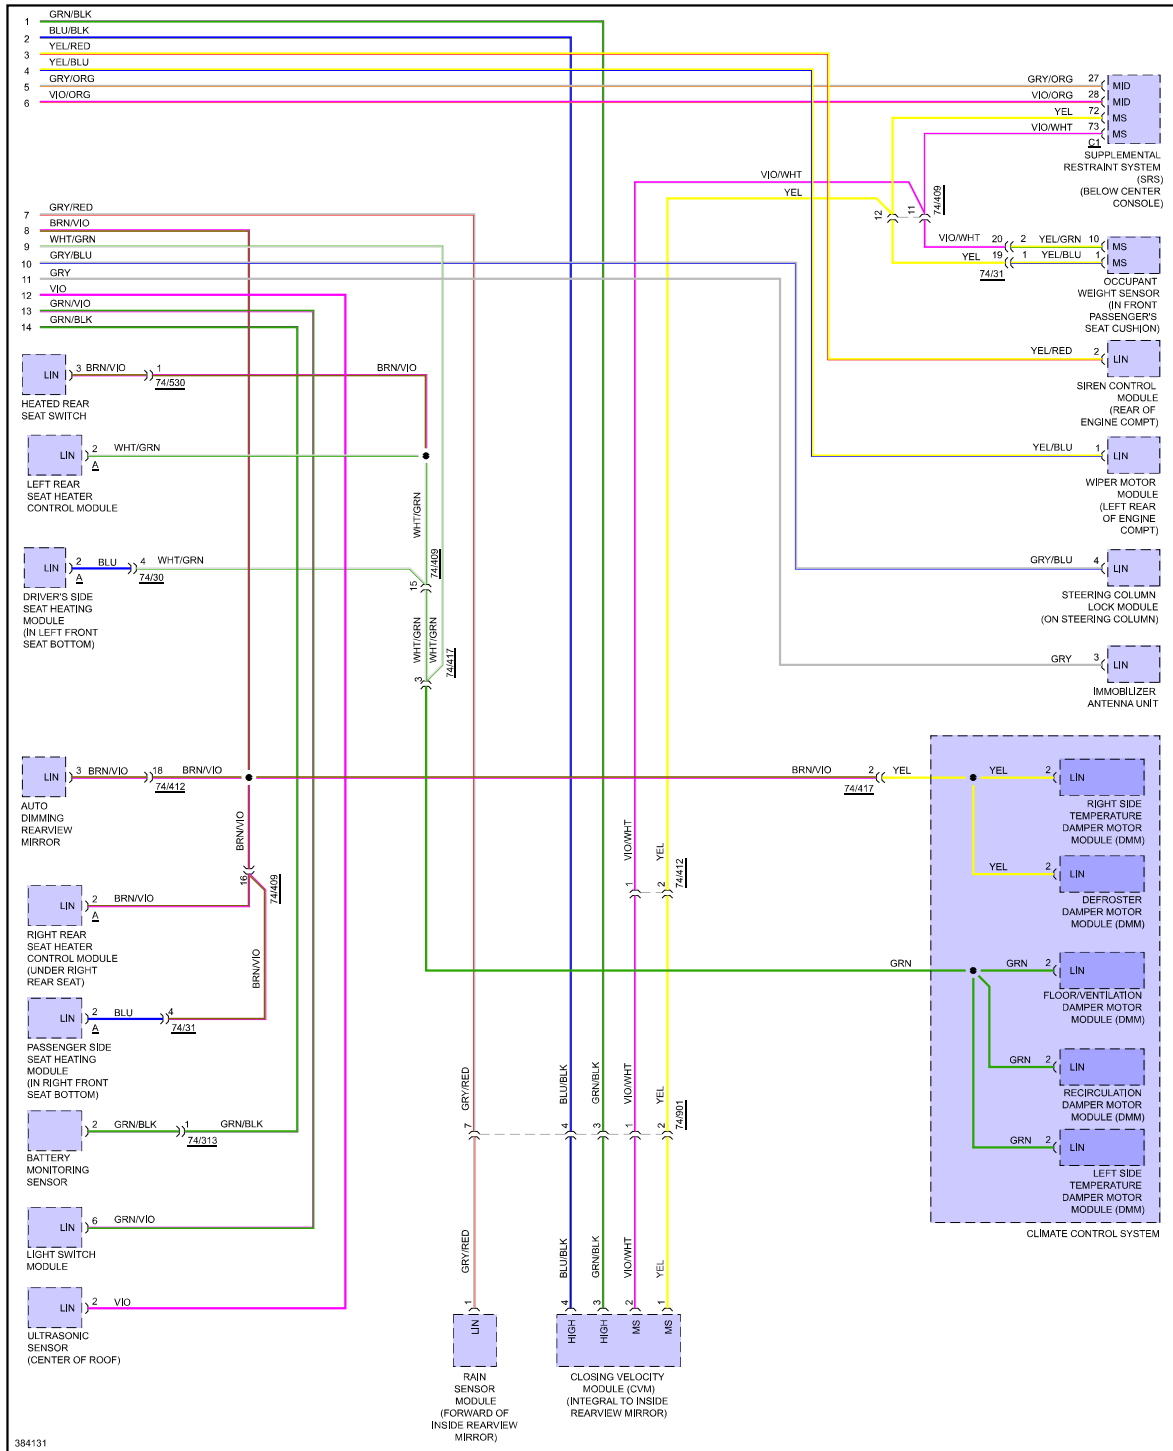 1 GRN/BLK
2 BLU/BLK
3 YEL/RED
4 YEL/BLU
5 GRY/ORG
6 VIO/ORG
GRY/ORG 27 MID
VIO/ORG 28 MID
YEL 72 MS
VIO/WHT 73 MS
C1
SUPPLEMENTAL
RESTRAINT SYSTEM
(SRS)
(BELOW CENTER
CONSOLE)
VIO/WHT
YEL
12
11
74/409
7 GRY/RED
8 BRN/VIO
9 WHT/GRN
10 GRY/BLU
11 GRY
12 VIO
13 GRN/VIO
14 GRN/BLK
VIO/WHT 20 2 YEL/GRN 10 MS
YEL 19 1 YEL/BLU 1 MS
74/31
OCCUPANT
WEIGHT SENSOR
(IN FRONT
PASSENGER'S
SEAT CUSHION)
YEL/RED 2 LIN
SIREN CONTROL
MODULE
(REAR OF
ENGINE COMPT)
LIN 3 BRN/VIO 1 BRN/VIO
74/530
HEATED REAR
SEAT SWITCH
LIN 2 WHT/GRN
A
LEFT REAR
SEAT HEATER
CONTROL MODULE
YEL/BLU 1 LIN
WIPER MOTOR
MODULE
(LEFT REAR
OF ENGINE
COMPT)
WHT/GRN
74/409
15
LIN 2 BLU 4 WHT/GRN
A 74/30
DRIVER'S SIDE
SEAT HEATING
MODULE
(IN LEFT FRONT
SEAT BOTTOM)
GRY/BLU 4 LIN
STEERING COLUMN
LOCK MODULE
(ON STEERING COLUMN)
WHT/GRN
WHT/GRN
74/417
3
GRY 3 LIN
IMMOBILIZER
ANTENNA UNIT
LIN 3 BRN/VIO 18 BRN/VIO
74/412
AUTO
DIMMING
REARVIEW
MIRROR
BRN/VIO 2 YEL YEL 2 LIN
74/417
RIGHT SIDE
TEMPERATURE
DAMPER MOTOR
MODULE (DMM)
BRN/VIO
16
74/409
VIO/WHT
YEL
1
2
74/412
YEL 2 LIN
DEFROSTER
DAMPER MOTOR
MODULE (DMM)
LIN 2 BRN/VIO
A
RIGHT REAR
SEAT HEATER
CONTROL MODULE
(UNDER RIGHT
REAR SEAT)
BRN/VIO
GRN GRN 2 LIN
FLOOR/VENTILATION
DAMPER MOTOR
MODULE (DMM)
LIN 2 BLU 4
A 74/31
PASSENGER SIDE
SEAT HEATING
MODULE
(IN RIGHT FRONT
SEAT BOTTOM)
GRN 2 LIN
RECIRCULATION
DAMPER MOTOR
MODULE (DMM)
GRY/RED
BLU/BLK
GRN/BLK
VIO/WHT
YEL
7
4
3
1
2
74/901
LIN 2 GRN/BLK 1 GRN/BLK
74/313
BATTERY
MONITORING
SENSOR
GRN 2 LIN
LEFT SIDE
TEMPERATURE
DAMPER MOTOR
MODULE (DMM)
CLIMATE CONTROL SYSTEM
LIN 6 GRN/VIO
LIGHT SWITCH
MODULE
GRY/RED
BLU/BLK
GRN/BLK
VIO/WHT
YEL
LIN 2 VIO
ULTRASONIC
SENSOR
(CENTER OF ROOF)
1
4
3
2
1
LIN
HIGH
HIGH
MS
MS
RAIN
SENSOR
MODULE
(FORWARD OF
INSIDE REARVIEW
MIRROR)
CLOSING VELOCITY
MODULE (CVM)
(INTEGRAL TO INSIDE
REARVIEW MIRROR)
384131